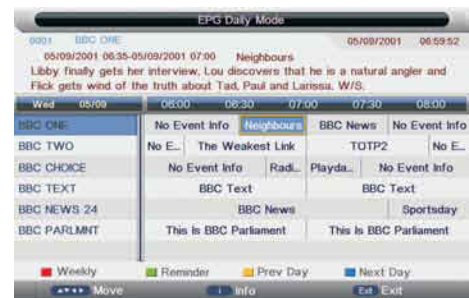 EPG Daily Mode
0001 BBC ONE 05/09/2001 06:59:52
05/09/2001 06:35-05/09/2001 07:00 Neighbours
Libby finally gets her interview, Lou discovers that he is a natural angler and
Flick gets wind of the truth about Tad, Paul and Larissa. W/S.
Wed 05/09 06:00 06:30 07:00 07:30 08:00
BBC ONE No Event Info Neighbours BBC News No Event Info
BBC TWO No E... The Weakest Link TOTP2 No E...
BBC CHOICE No Event Info Radi... Playda... No Event Info
BBC TEXT BBC Text BBC Text
BBC NEWS 24 BBC News Sportsday
BBC PARLMNT This Is BBC Parliament This Is BBC Parliament
Weekly Reminder Prev Day Next Day
Move i Info Exit Exit